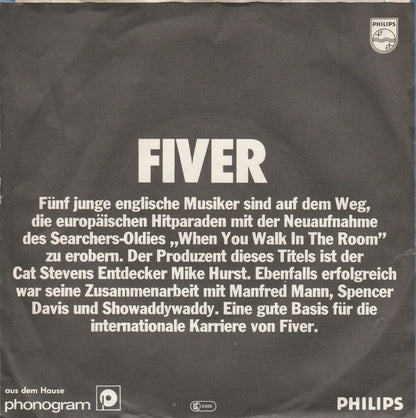 PHILIPS
FIVER
Fünf junge englische Musiker sind auf dem Weg,
die europäischen Hitparaden mit der Neuaufnahme
des Searchers-Oldies „When You Walk In The Room”
zu erobern. Der Produzent dieses Titels ist der
Cat Stevens Entdecker Mike Hurst. Ebenfalls erfolgreich
war seine Zusammenarbeit mit Manfred Mann, Spencer
Davis und Showaddywaddy. Eine gute Basis für die
internationale Karriere von Fiver.
aus dem Hause
phonogram
PHILIPS